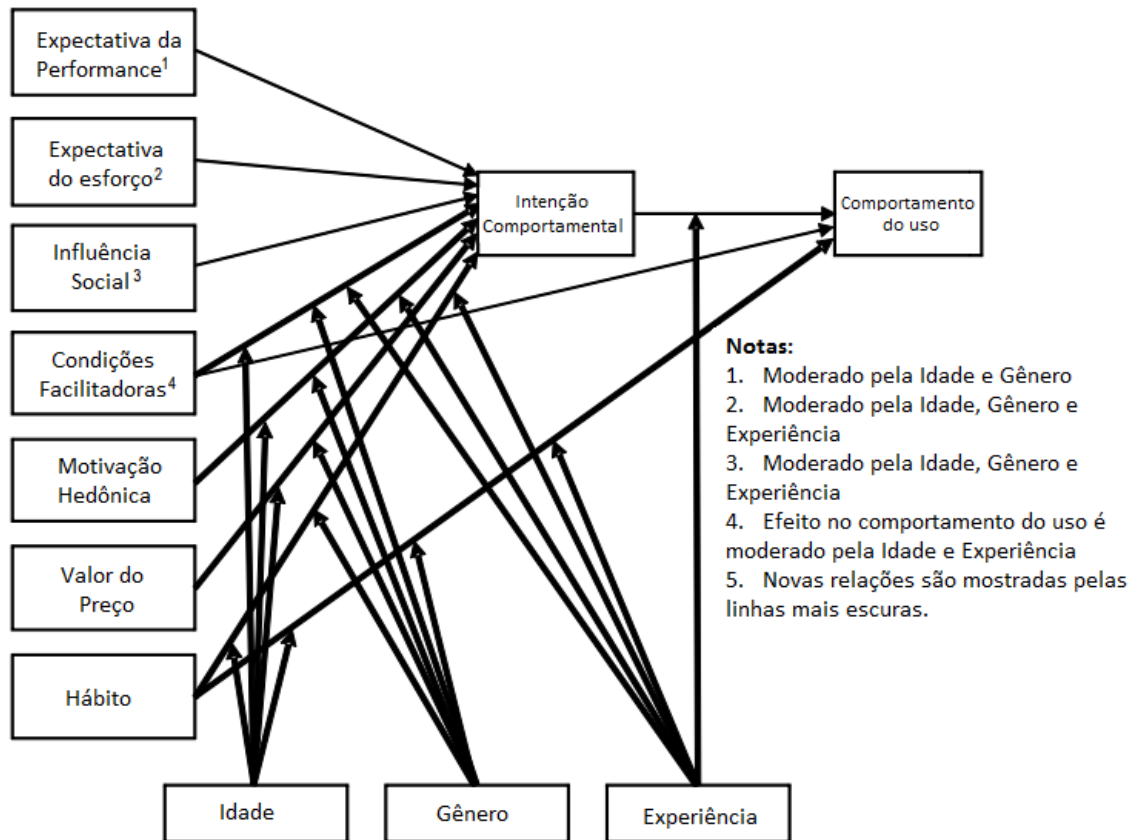 Expectativa da
Performance¹
Expectativa
do esforço²
Influência
Social³
Condições
Facilitadoras⁴
Motivação
Hedônica
Valor do
Preço
Hábito
Intenção
Comportamental
Comportamento
do uso
Notas:
1. Moderado pela Idade e Gênero
2. Moderado pela Idade, Gênero e
Experiência
3. Moderado pela Idade, Gênero e
Experiência
4. Efeito no comportamento do uso é
moderado pela Idade e Experiência
5. Novas relações são mostradas pelas
linhas mais escuras.
Idade
Gênero
Experiência